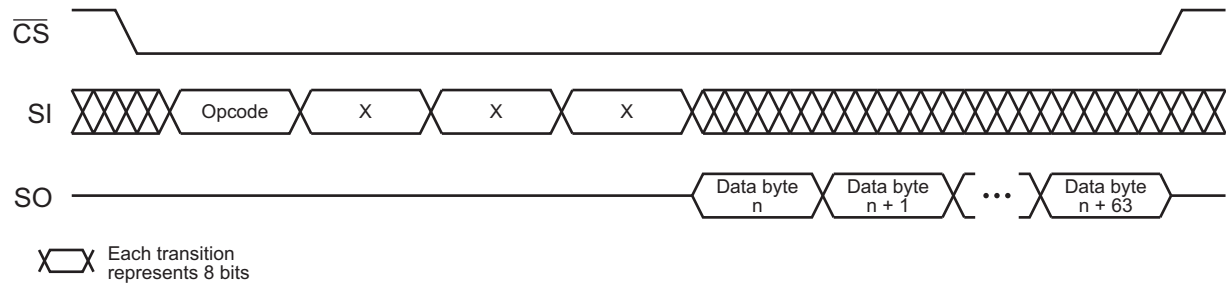 CS
SI
Opcode
X
X
X
SO
Data byte
n
Data byte
n + 1
•••
Data byte
n + 63
Each transition
represents 8 bits